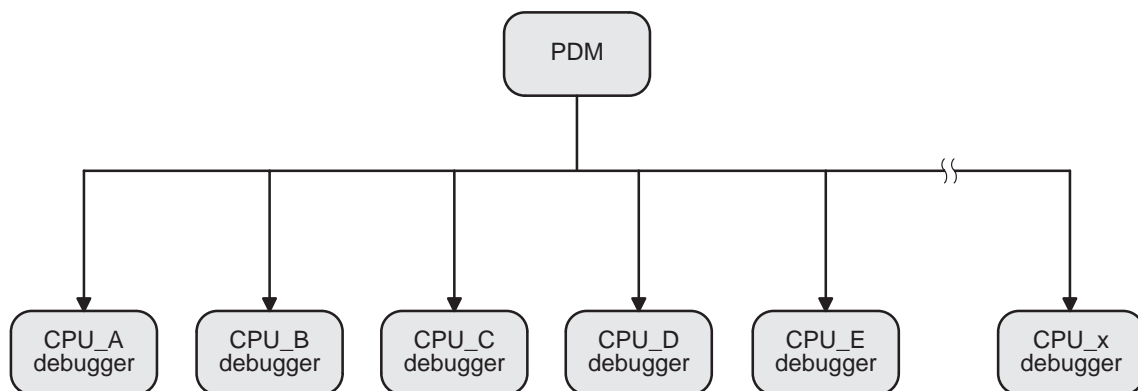 PDM
CPU_A
debugger
CPU_B
debugger
CPU_C
debugger
CPU_D
debugger
CPU_E
debugger
CPU_x
debugger